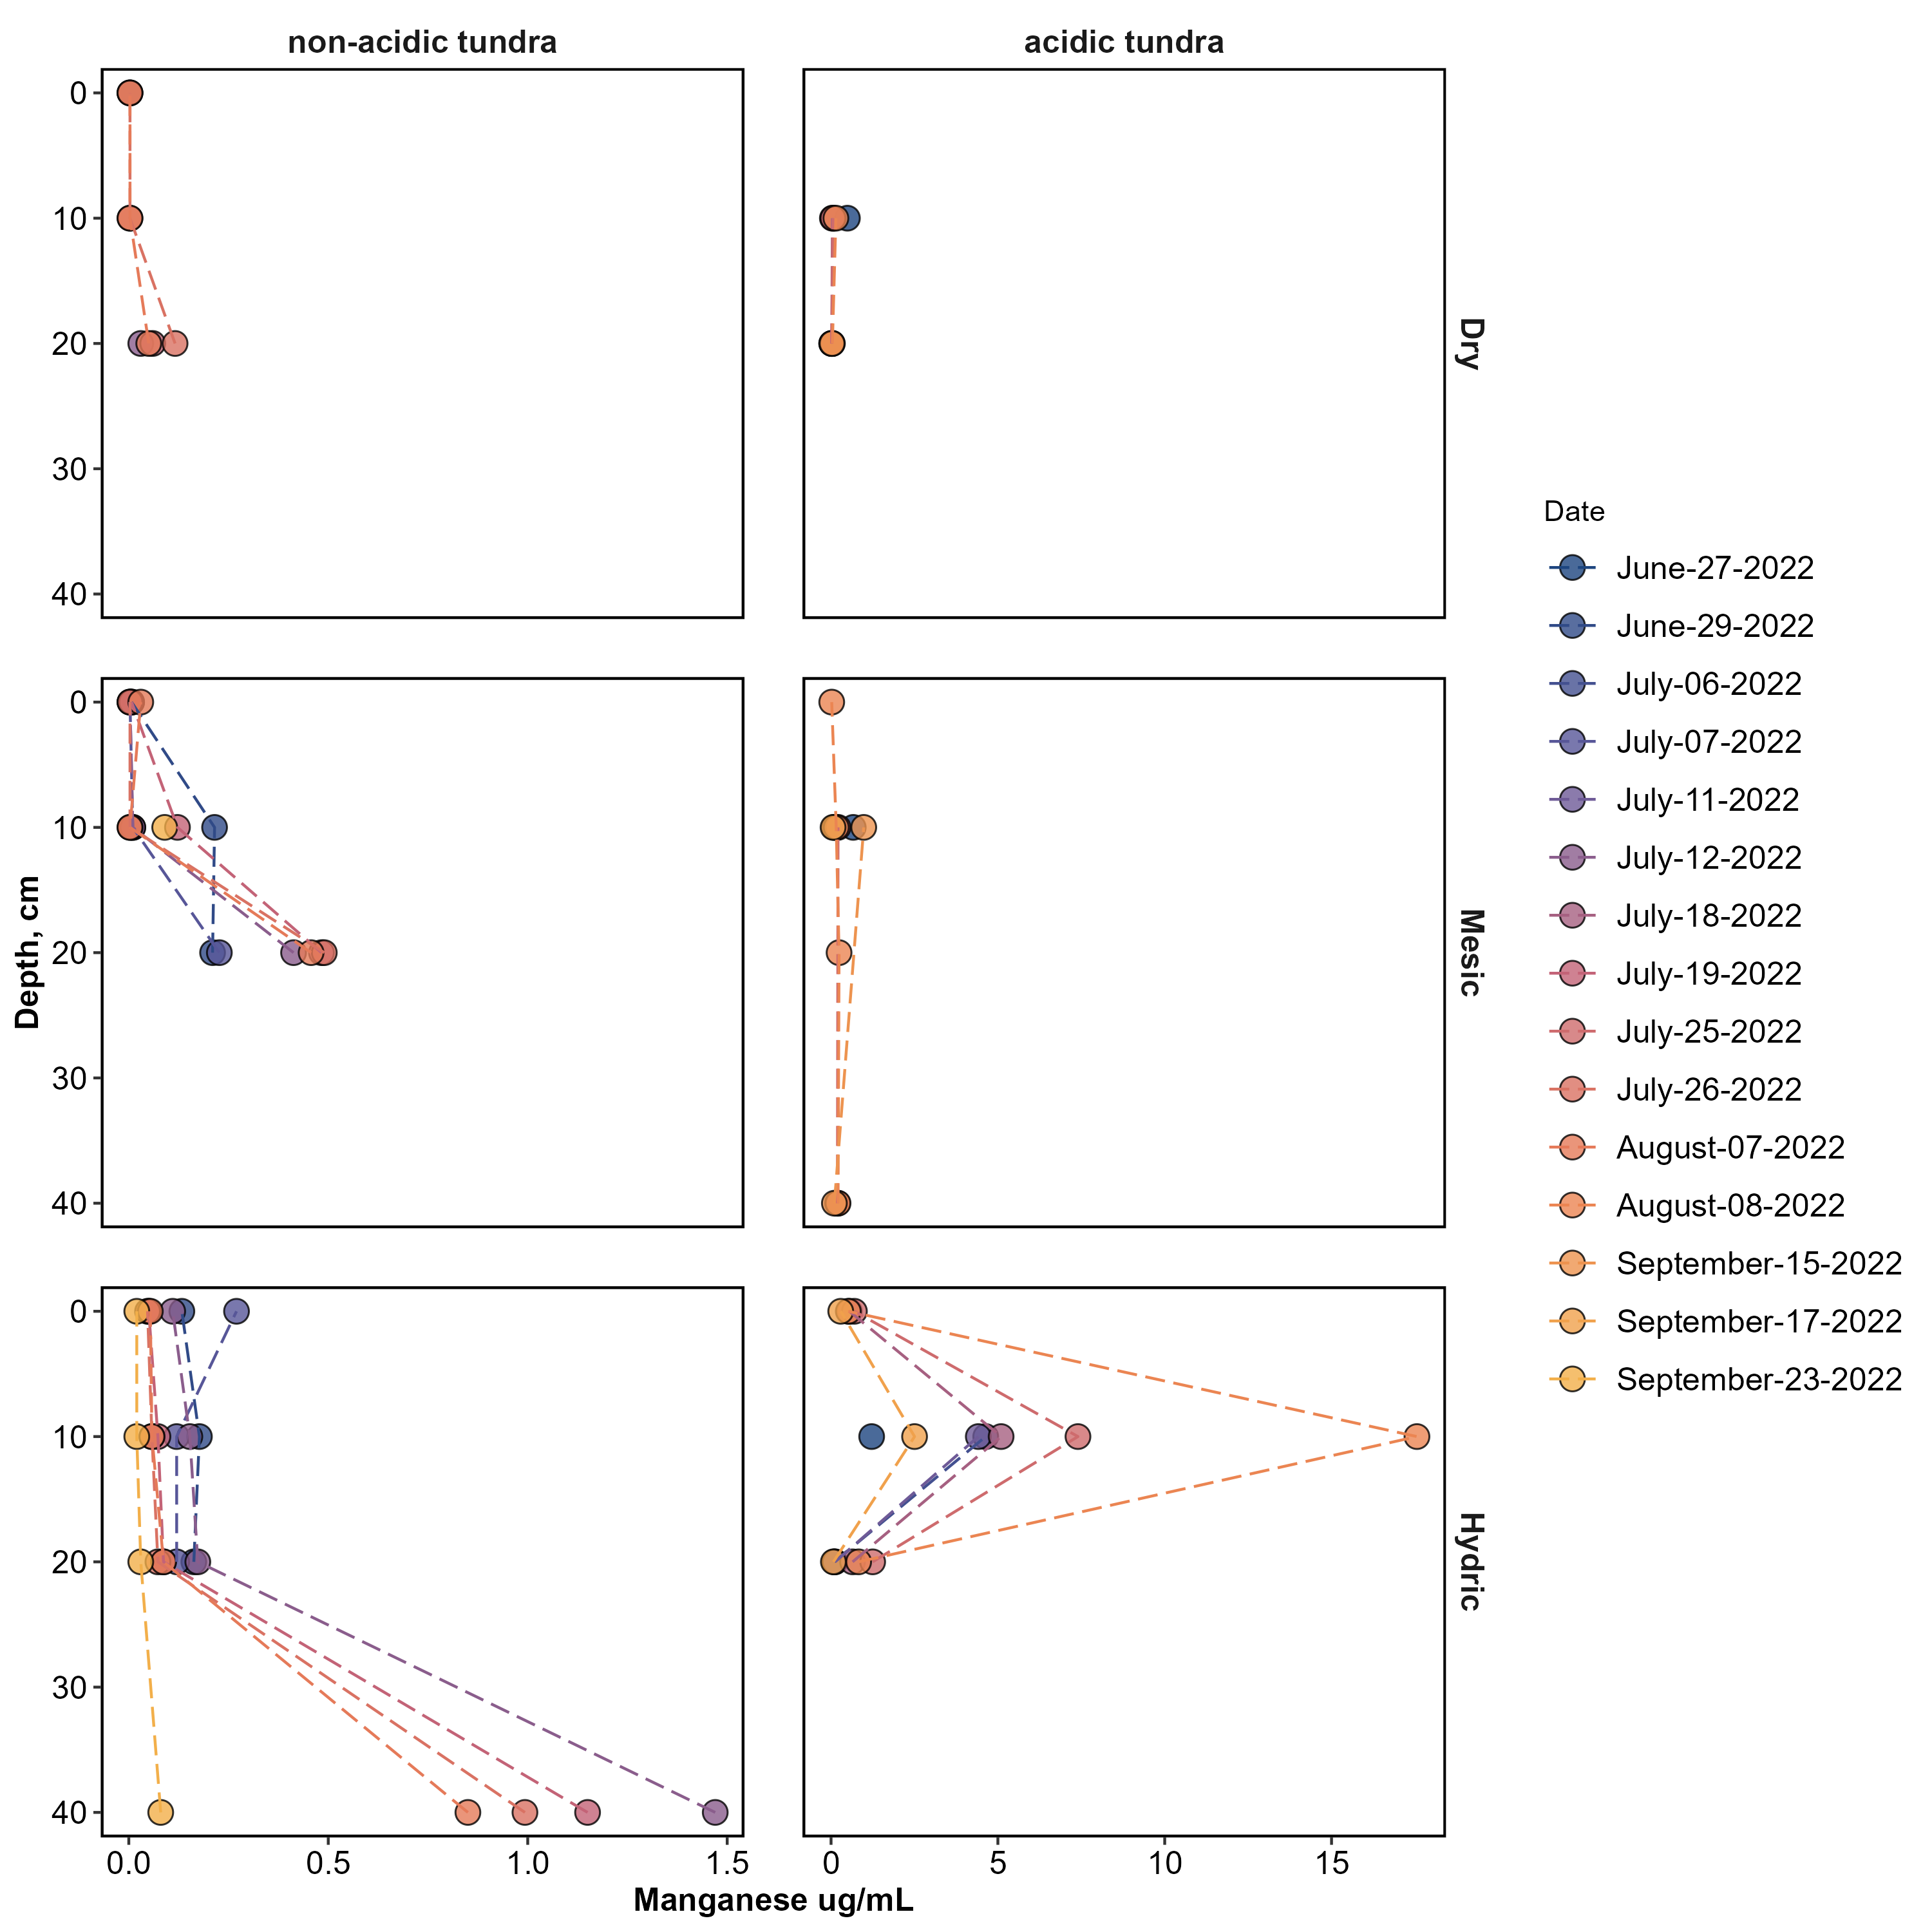 non-acidic tundra
acidic tundra
0
10
20
30
40
Dry
Depth, cm
0
10
20
30
40
Mesic
0
10
20
30
40
Hydric
0.0
0.5
1.0
1.5
0
5
10
15
Manganese ug/mL
Date
June-27-2022
June-29-2022
July-06-2022
July-07-2022
July-11-2022
July-12-2022
July-18-2022
July-19-2022
July-25-2022
July-26-2022
August-07-2022
August-08-2022
September-15-2022
September-17-2022
September-23-2022